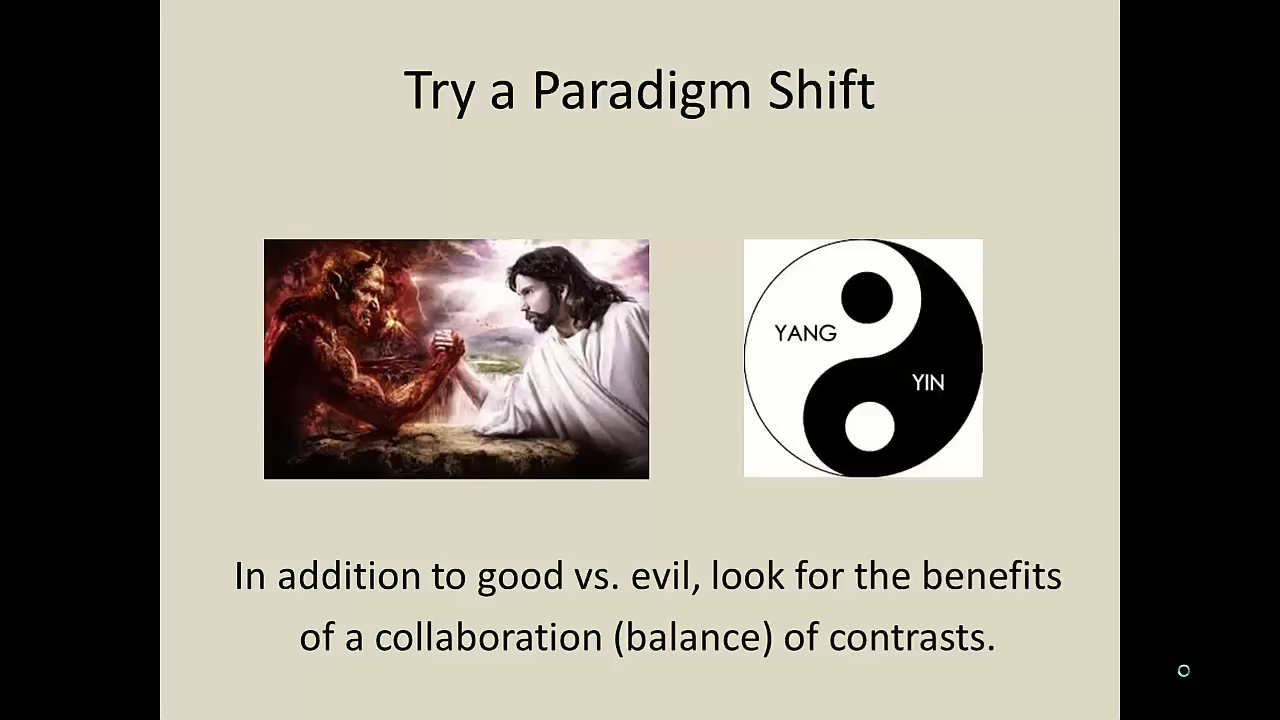 Try a Paradigm Shift
YANG
YIN
In addition to good vs. evil, look for the benefits
of a collaboration (balance) of contrasts.